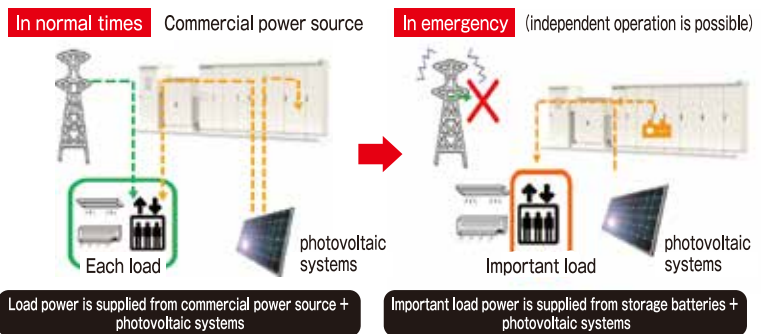 In normal times
Commercial power source
In emergency
(independent operation is possible)
Each load
photovoltaic
systems
Important load
photovoltaic
systems
Load power is supplied from commercial power source +
photovoltaic systems
Important load power is supplied from storage batteries +
photovoltaic systems